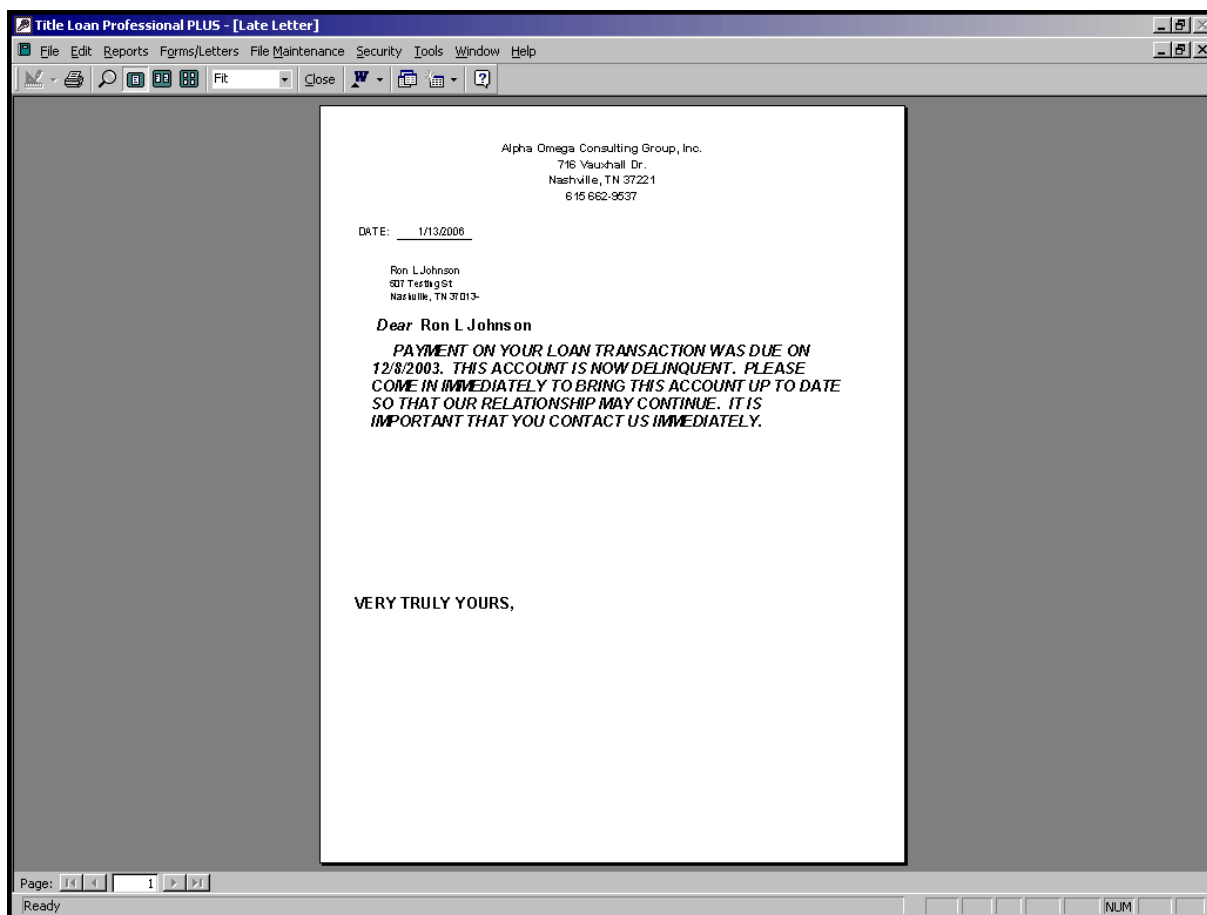 Title Loan Professional PLUS - [Late Letter]
File Edit Reports Forms/Letters File Maintenance Security Tools Window Help
Fit Close
Alpha Omega Consulting Group, Inc.
716 Vauxhall Dr.
Nashville, TN 37221
615 662-9537
DATE: 1/13/2006
Ron L Johnson
607 Testing St
Nashville, TN 37013-
Dear Ron L Johnson
PAYMENT ON YOUR LOAN TRANSACTION WAS DUE ON
12/8/2003. THIS ACCOUNT IS NOW DELINQUENT. PLEASE
COME IN IMMEDIATELY TO BRING THIS ACCOUNT UP TO DATE
SO THAT OUR RELATIONSHIP MAY CONTINUE. IT IS
IMPORTANT THAT YOU CONTACT US IMMEDIATELY.
VERY TRULY YOURS,
Page: 1
Ready NUM